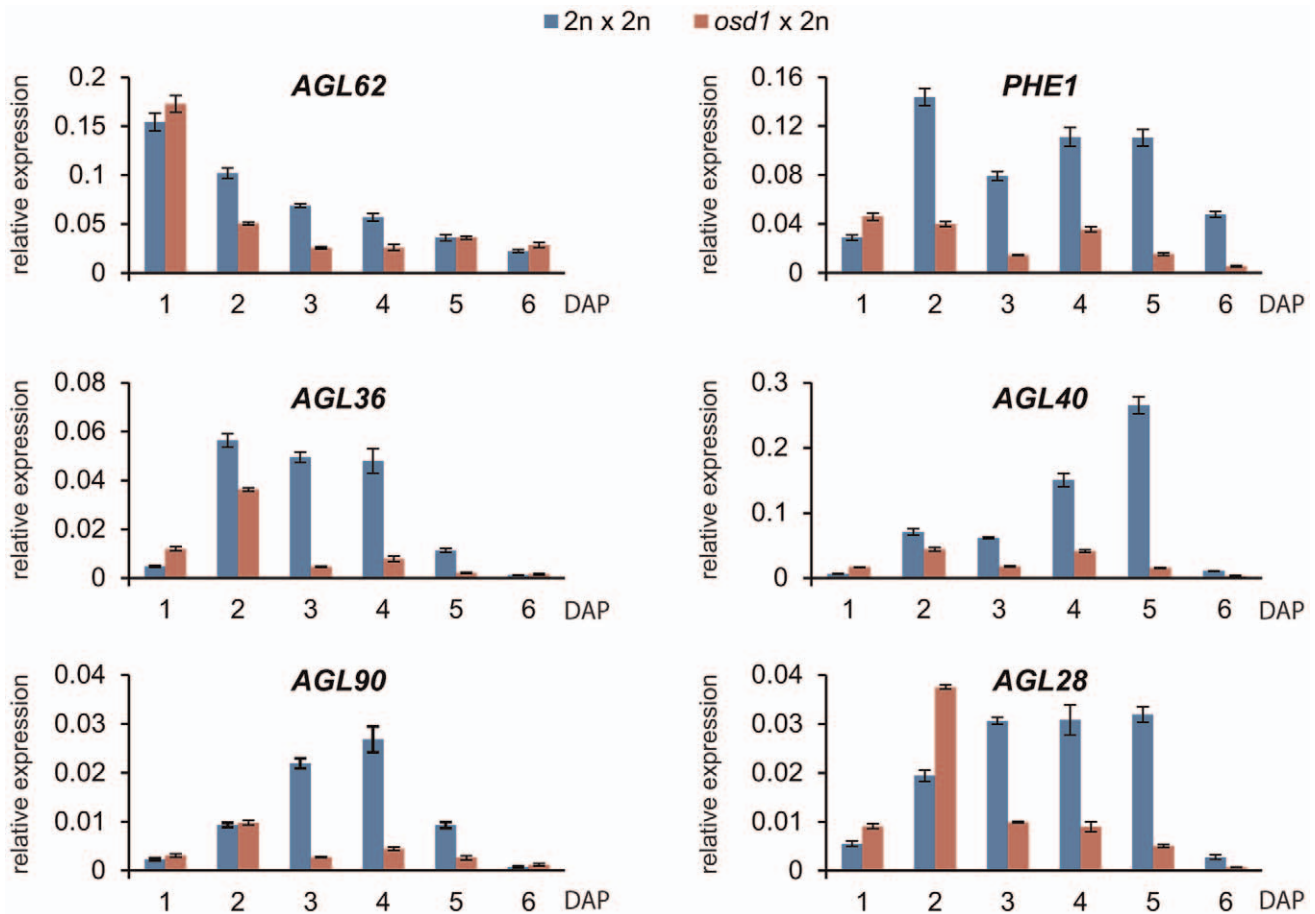 2n x 2n osd1 x 2n
AGL62
relative expression
0.2
0.15
0.1
0.05
0
1 2 3 4 5 6 DAP
PHE1
relative expression
0.16
0.12
0.08
0.04
0
1 2 3 4 5 6 DAP
AGL36
relative expression
0.08
0.06
0.04
0.02
0
1 2 3 4 5 6 DAP
AGL40
relative expression
0.3
0.2
0.1
0
1 2 3 4 5 6 DAP
AGL90
relative expression
0.04
0.03
0.02
0.01
0
1 2 3 4 5 6 DAP
AGL28
relative expression
0.04
0.03
0.02
0.01
0
1 2 3 4 5 6 DAP